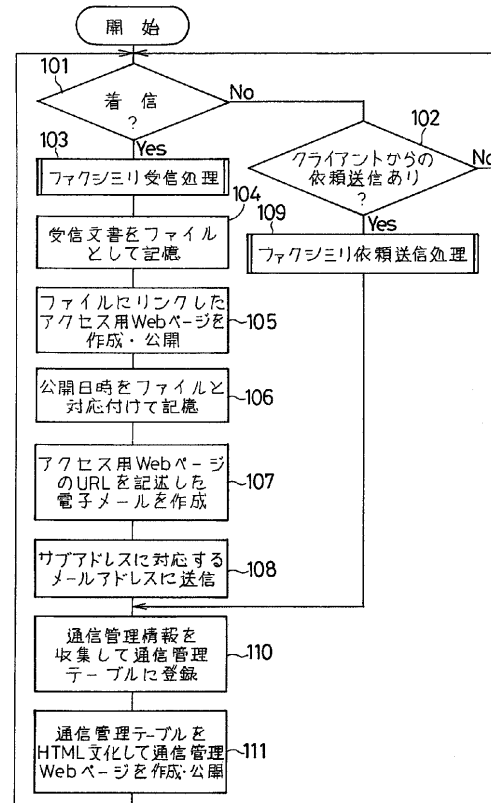 開始
101
着信
?
No
Yes
102
クライアントからの
依頼送信あり
?
No
Yes
103
ファクシミリ受信処理
109
ファクシミリ依頼送信処理
104
受信文書をファイル
として記憶
ファイルにリンクした
アクセス用Webページを
作成・公開
105
公開日時をファイルと
対応付けて記憶
106
アクセス用Webページ
のURLを記述した
電子メールを作成
107
サブアドレスに対応する
メールアドレスに送信
108
通信管理情報を
収集して通信管理
テーブルに登録
110
通信管理テーブルを
HTML文化して通信管理
Webページを作成・公開
111